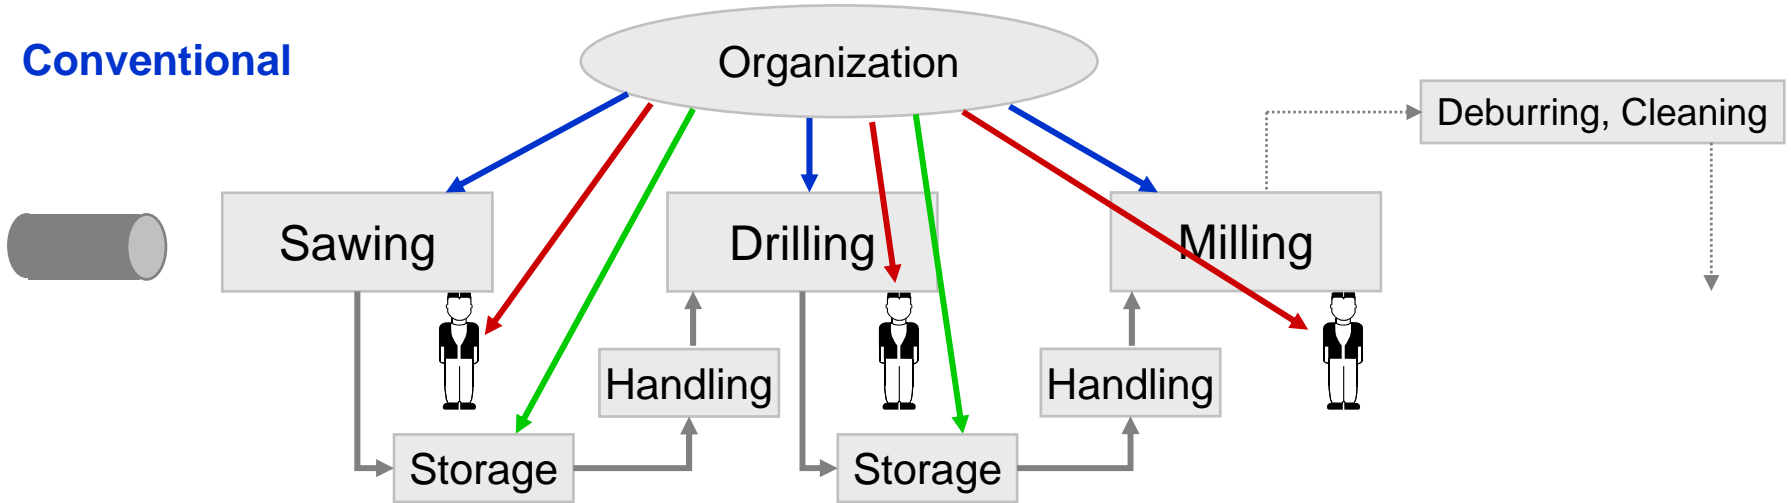 Conventional
Organization
Deburring, Cleaning
Sawing
Drilling
Milling
Handling
Handling
Storage
Storage